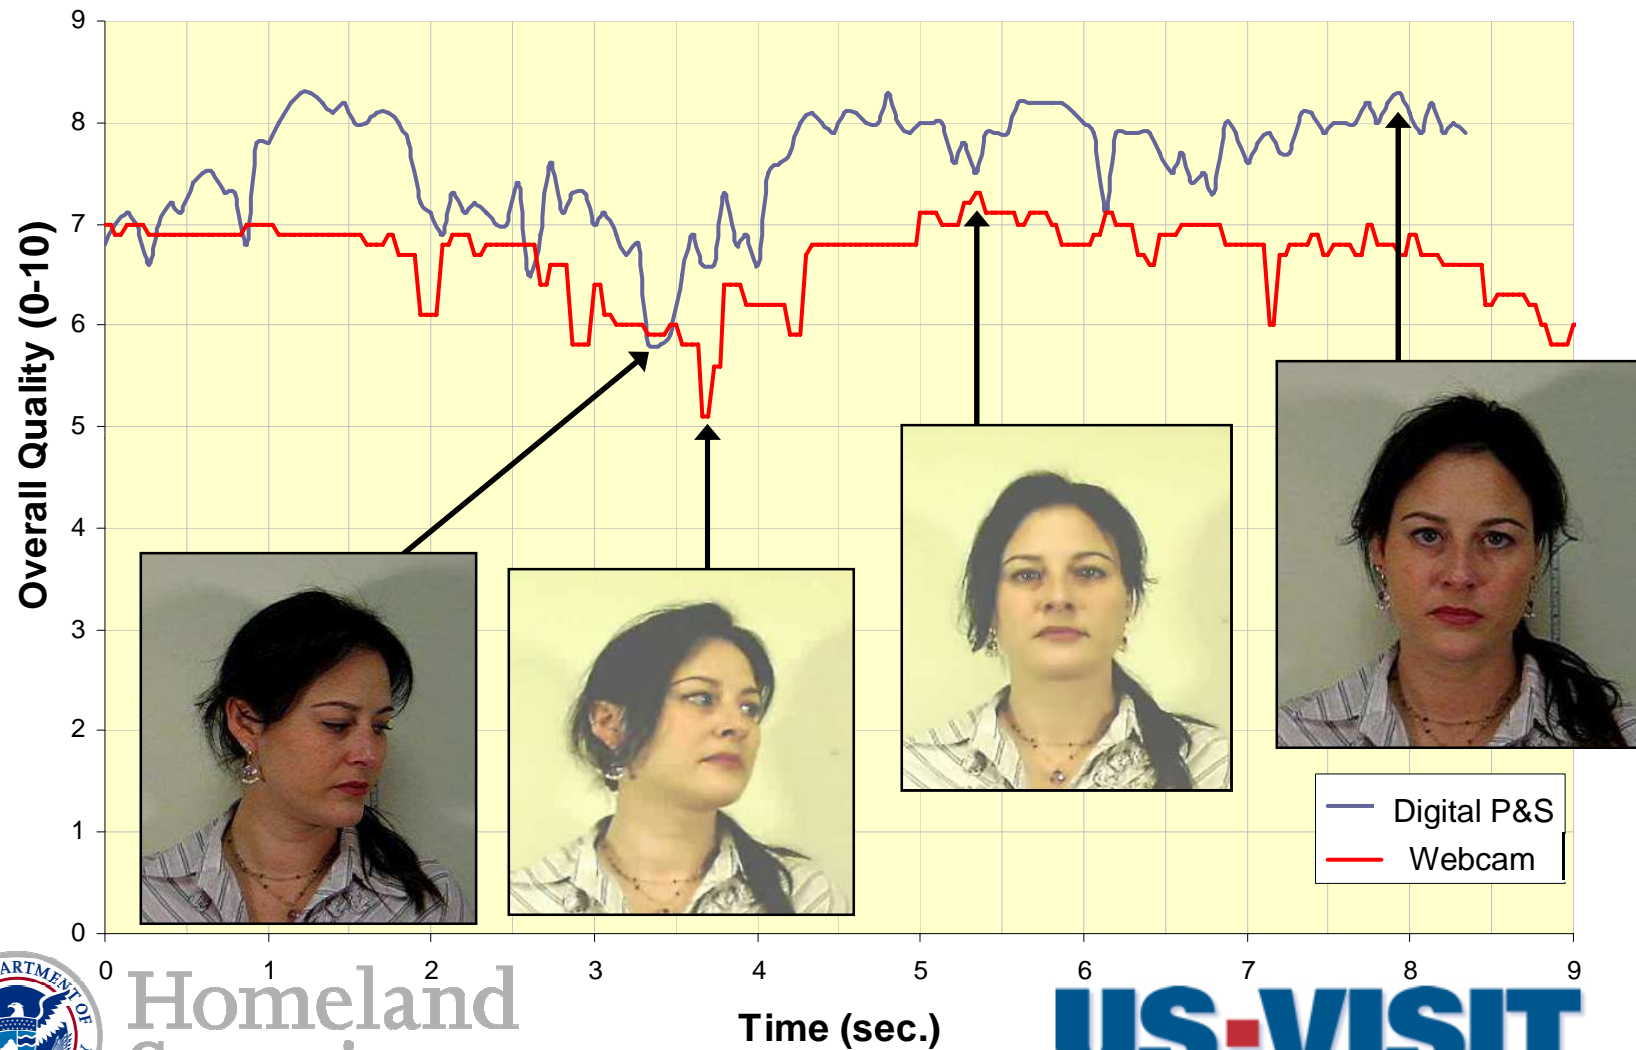 9
8
7
6
5
4
3
2
1
0
Overall Quality (0-10)
Digital P&S
Webcam
0 1 2 3 4 5 6 7 8 9
Time (sec.)
Homeland
US-VISIT